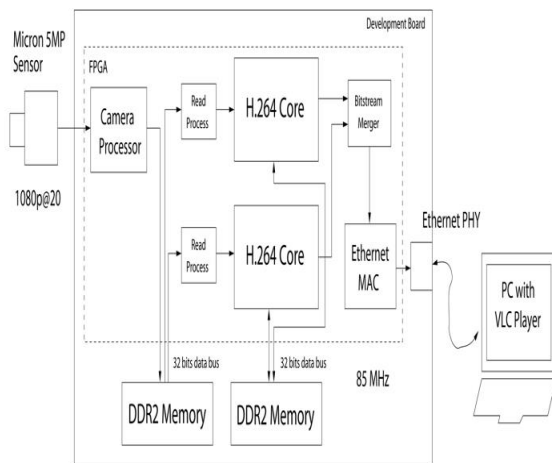 Development Board
Micron 5MP
Sensor
1080p@20
FPGA
Camera
Processor
Read
Process
H.264 Core
Bitstream
Merger
Read
Process
H.264 Core
Ethernet
MAC
Ethernet PHY
PC with
VLC Player
32 bits data bus
32 bits data bus
85 MHz
DDR2 Memory
DDR2 Memory